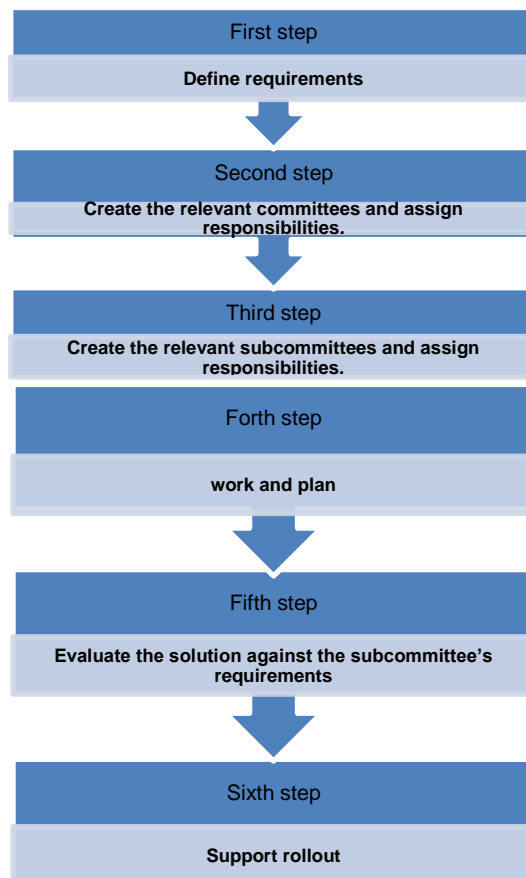 First step
Define requirements
Second step
Create the relevant committees and assign
responsibilities.
Third step
Create the relevant subcommittees and assign
responsibilities.
Forth step
work and plan
Fifth step
Evaluate the solution against the subcommittee’s
requirements
Sixth step
Support rollout